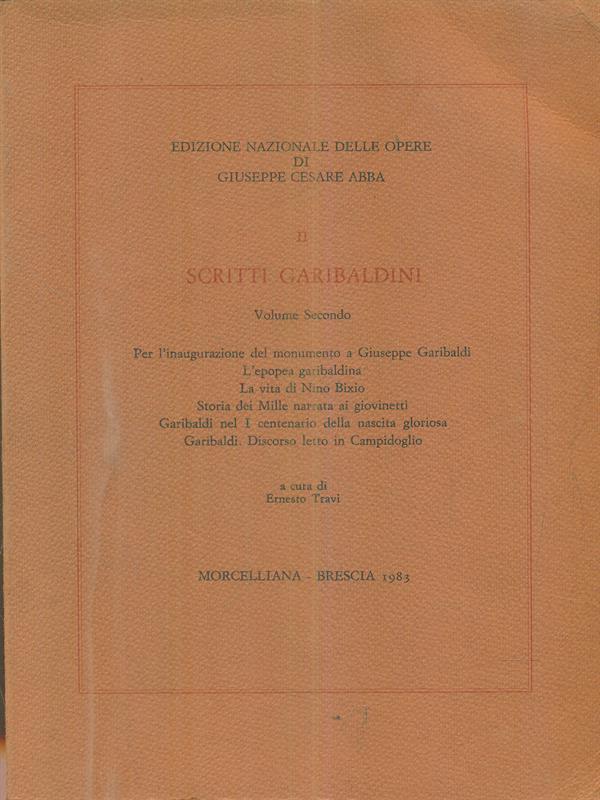 EDIZIONE NAZIONALE DELLE OPERE
DI
GIUSEPPE CESARE ABBA
II
SCRITTI GARIBALDINI
Volume Secondo
Per l'inaugurazione del monumento a Giuseppe Garibaldi
L'epopea garibaldina
La vita di Nino Bixio
Storia dei Mille narrata ai giovinetti
Garibaldi nel I centenario della nascita gloriosa
Garibaldi. Discorso letto in Campidoglio
a cura di
Ernesto Travi
MORCELLIANA - BRESCIA 1983